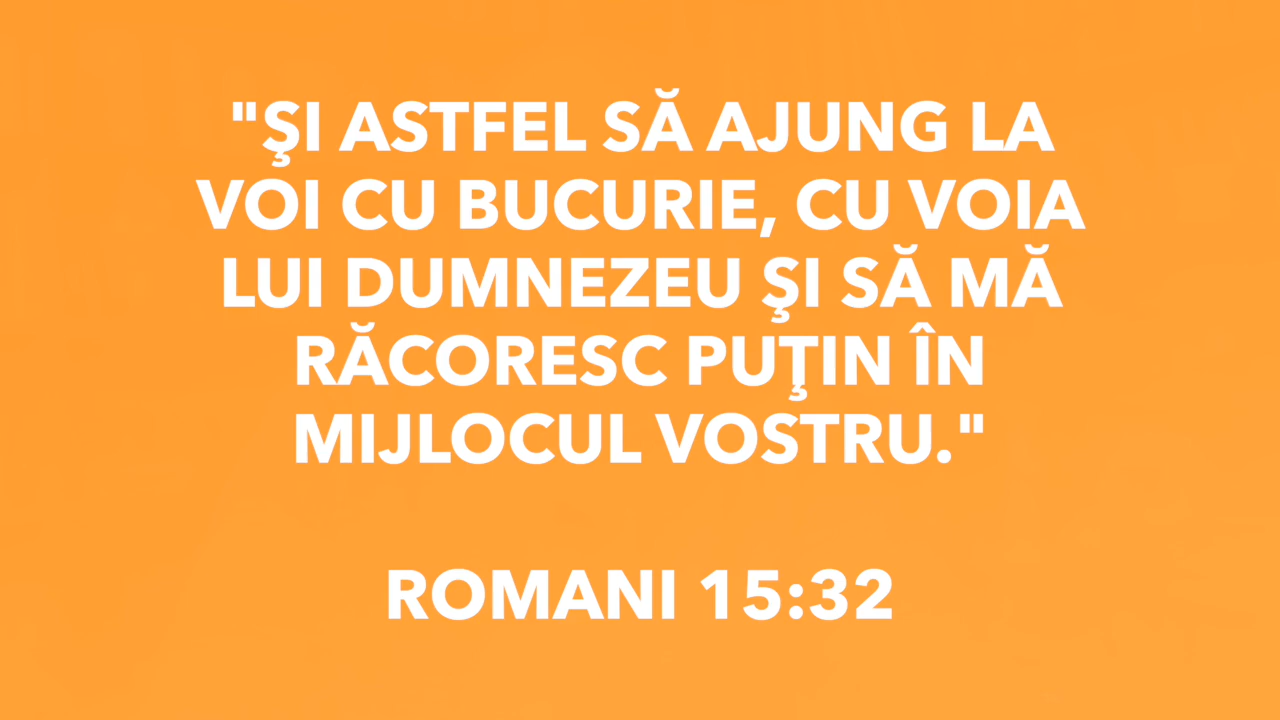 "ŞI ASTFEL SĂ AJUNG LA
VOI CU BUCURIE, CU VOIA
LUI DUMNEZEU ŞI SĂ MĂ
RĂCORESC PUŢIN ÎN
MIJLOCUL VOSTRU."
ROMANI 15:32